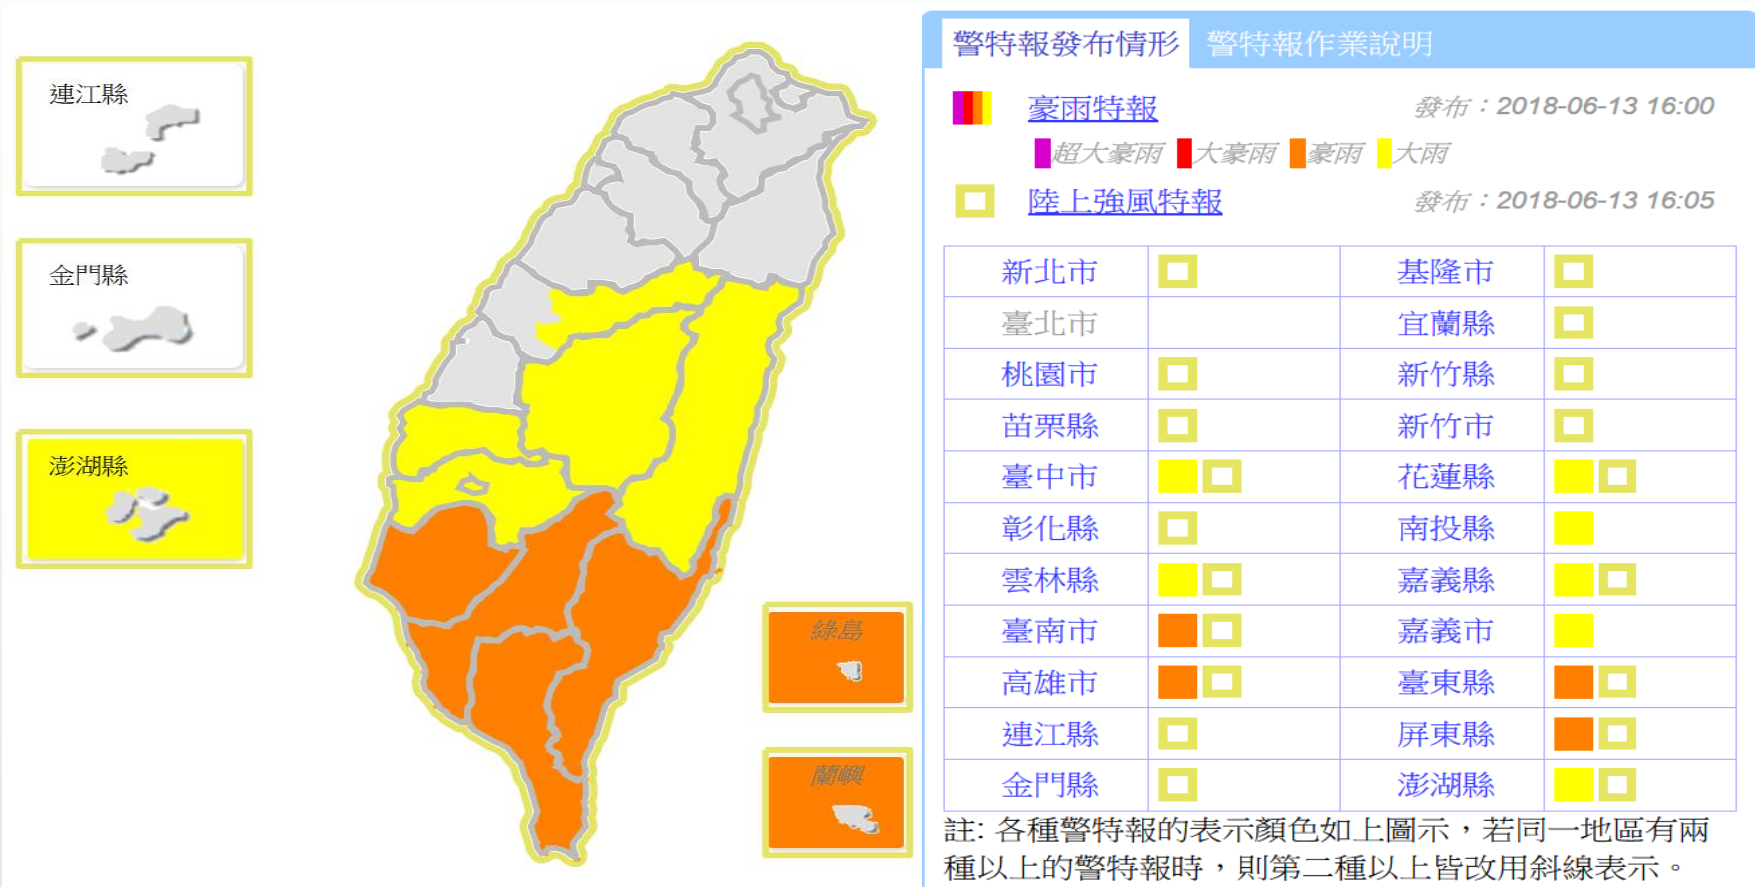 連江縣
金門縣
澎湖縣
綠島
蘭嶼
警特報發布情形 警特報作業說明
豪雨特報 發布：2018-06-13 16:00
超大豪雨 大豪雨 豪雨 大雨
陸上強風特報 發布：2018-06-13 16:05
新北市 基隆市
臺北市 宜蘭縣
桃園市 新竹縣
苗栗縣 新竹市
臺中市 花蓮縣
彰化縣 南投縣
雲林縣 嘉義縣
臺南市 嘉義市
高雄市 臺東縣
連江縣 屏東縣
金門縣 澎湖縣
註: 各種警特報的表示顏色如上圖示，若同一地區有兩
種以上的警特報時，則第二種以上皆改用斜線表示。